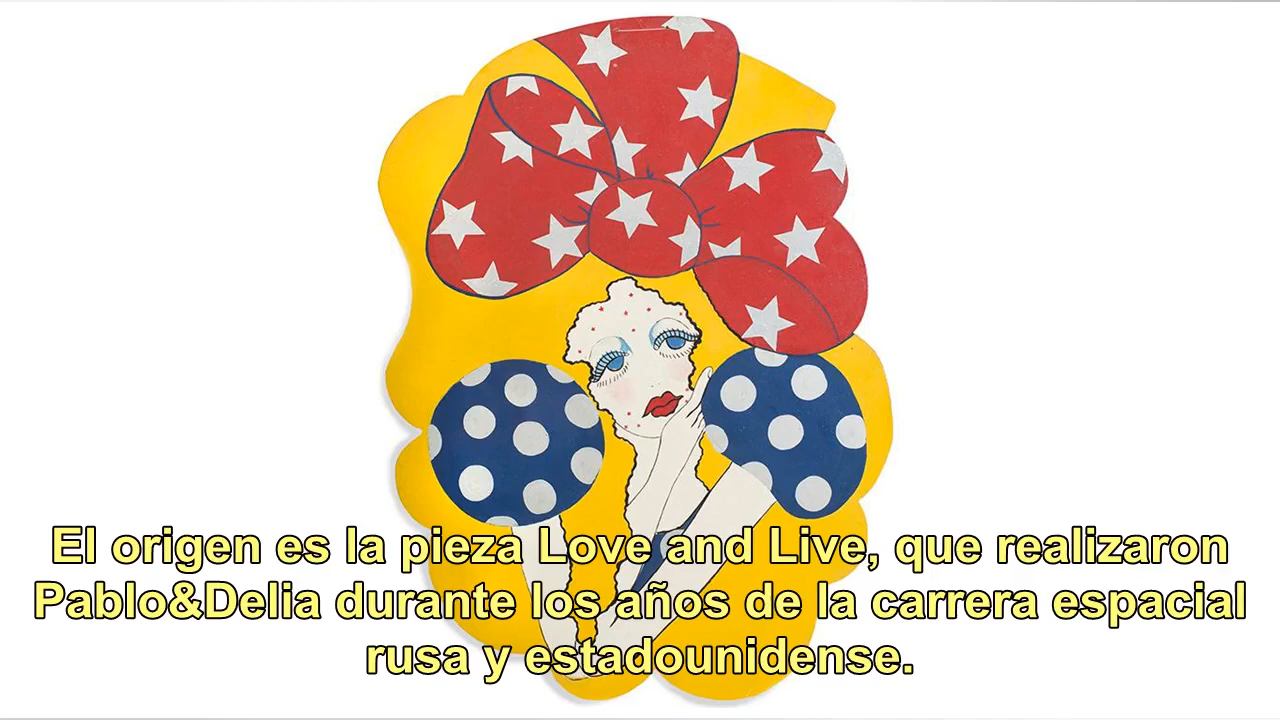 El origen es la pieza Love and Live, que realizaron
Pablo&Delia durante los años de la carrera espacial
rusa y estadounidense.